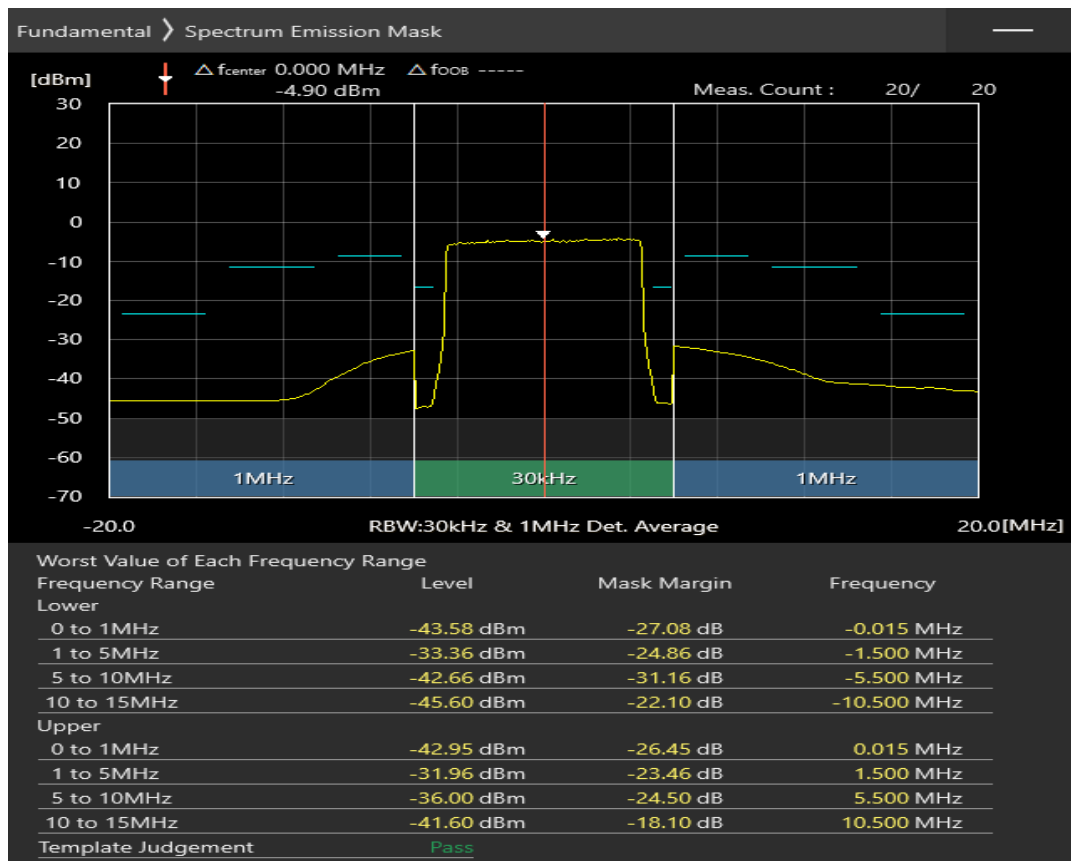 Fundamental ❯ Spectrum Emission Mask
[dBm] △ fcenter 0.000 MHz △ fOOB -----
-4.90 dBm Meas. Count : 20/ 20
30
20
10
0
-10
-20
-30
-40
-50
-60
-70
1MHz 30kHz 1MHz
-20.0 RBW:30kHz & 1MHz Det. Average 20.0[MHz]
Worst Value of Each Frequency Range
Frequency Range Level Mask Margin Frequency
Lower
0 to 1MHz -43.58 dBm -27.08 dB -0.015 MHz
1 to 5MHz -33.36 dBm -24.86 dB -1.500 MHz
5 to 10MHz -42.66 dBm -31.16 dB -5.500 MHz
10 to 15MHz -45.60 dBm -22.10 dB -10.500 MHz
Upper
0 to 1MHz -42.95 dBm -26.45 dB 0.015 MHz
1 to 5MHz -31.96 dBm -23.46 dB 1.500 MHz
5 to 10MHz -36.00 dBm -24.50 dB 5.500 MHz
10 to 15MHz -41.60 dBm -18.10 dB 10.500 MHz
Template Judgement Pass